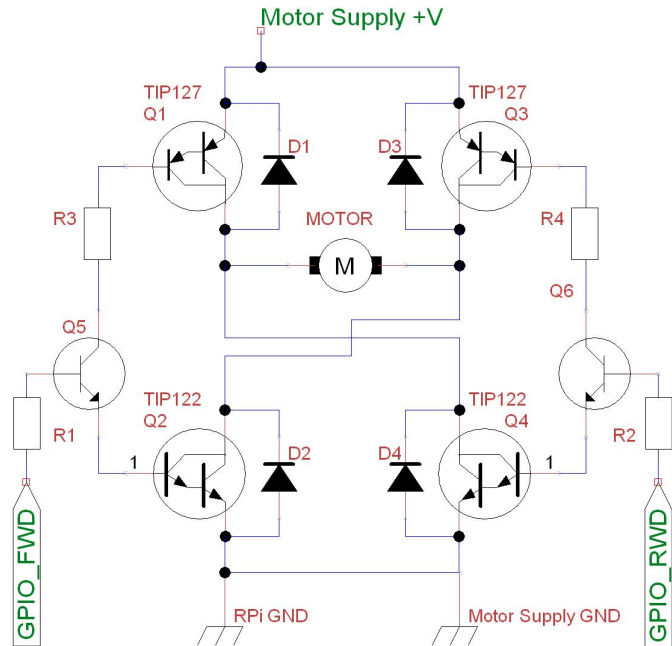 Motor Supply +V
TIP127
Q1
TIP127
Q3
D1
D3
R3
MOTOR
R4
M
Q5
Q6
TIP122
Q2
TIP122
Q4
R1
1
D2
D4
1
R2
GPIO_FWD
GPIO_RWD
RPi GND
Motor Supply GND